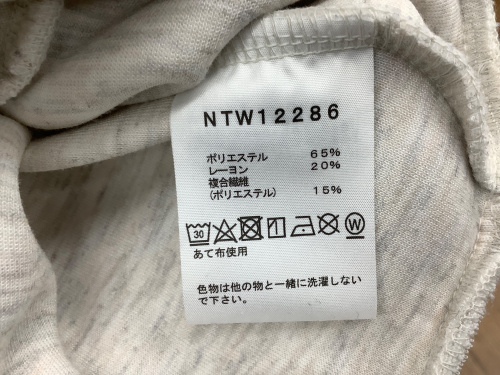 NTW12286
ポリエステル 65%
レーヨン 20%
複合繊維
(ポリエステル) 15%
30 W
あて布使用
色物は他の物と一緒に洗濯しない
で下さい。